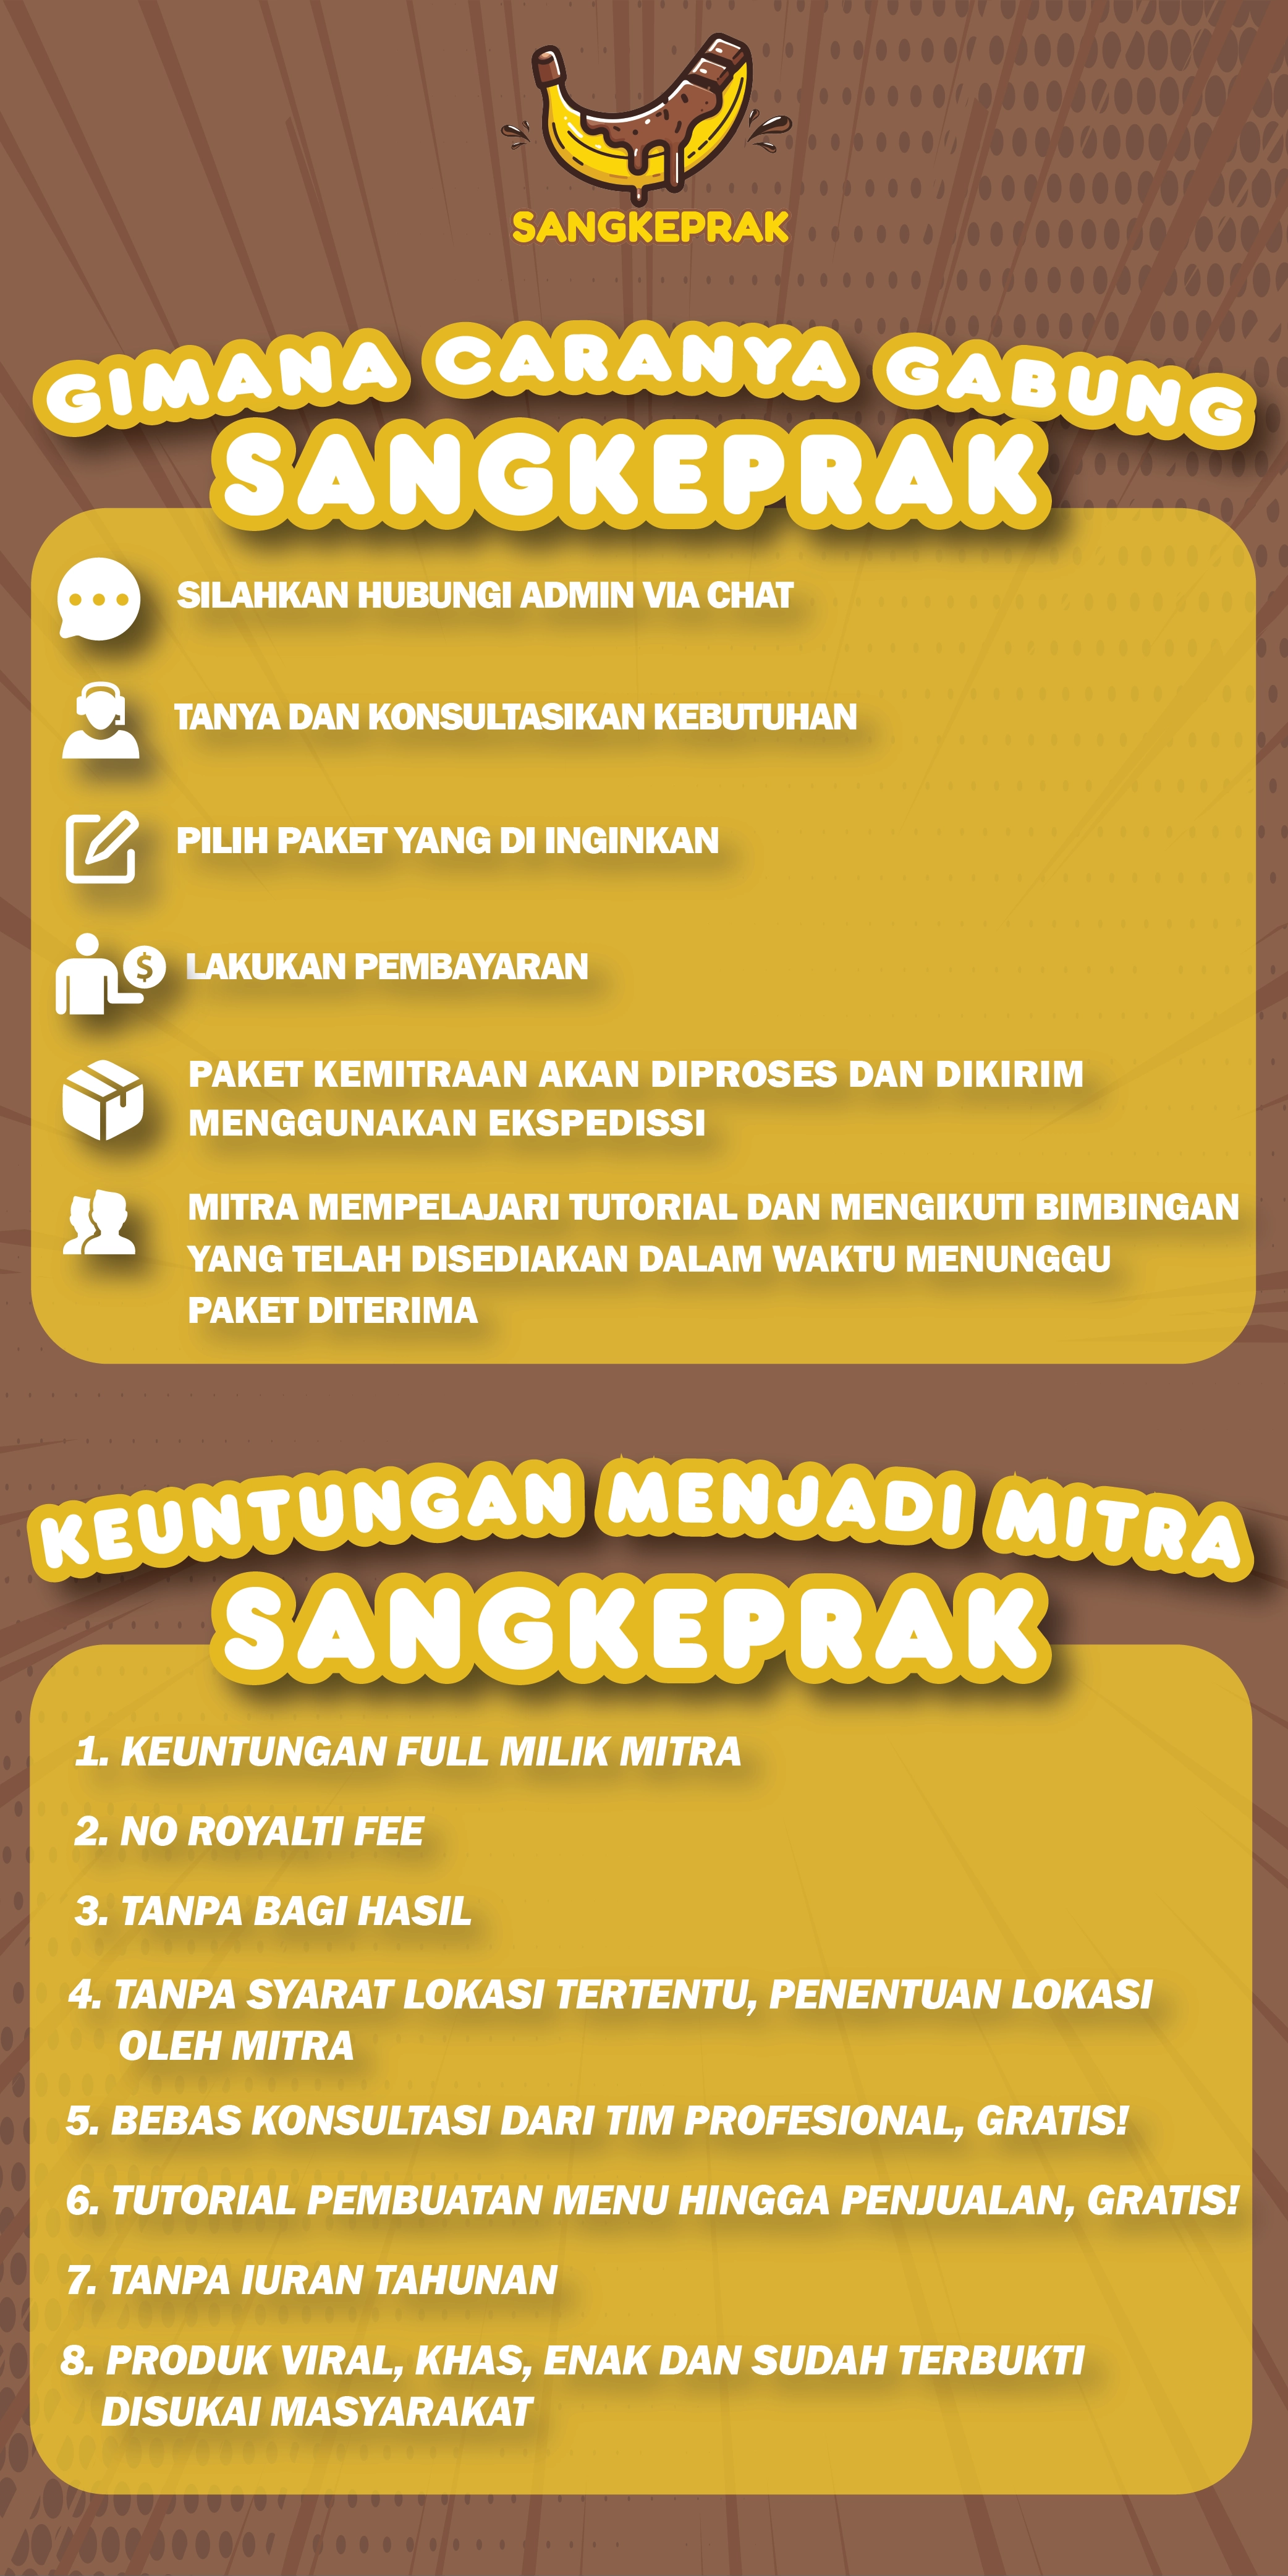 SANGKEPRAK
GIMANA CARANYA GABUNG
SANGKEPRAK
SILAHKAN HUBUNGI ADMIN VIA CHAT
TANYA DAN KONSULTASIKAN KEBUTUHAN
PILIH PAKET YANG DI INGINKAN
$ LAKUKAN PEMBAYARAN
PAKET KEMITRAAN AKAN DIPROSES DAN DIKIRIM
MENGGUNAKAN EKSPEDISSI
MITRA MEMPELAJARI TUTORIAL DAN MENGIKUTI BIMBINGAN
YANG TELAH DISEDIAKAN DALAM WAKTU MENUNGGU
PAKET DITERIMA
KEUNTUNGAN MENJADI MITRA
SANGKEPRAK
1. KEUNTUNGAN FULL MILIK MITRA
2. NO ROYALTI FEE
3. TANPA BAGI HASIL
4. TANPA SYARAT LOKASI TERTENTU, PENENTUAN LOKASI
OLEH MITRA
5. BEBAS KONSULTASI DARI TIM PROFESIONAL, GRATIS!
6. TUTORIAL PEMBUATAN MENU HINGGA PENJUALAN, GRATIS!
7. TANPA IURAN TAHUNAN
8. PRODUK VIRAL, KHAS, ENAK DAN SUDAH TERBUKTI
DISUKAI MASYARAKAT